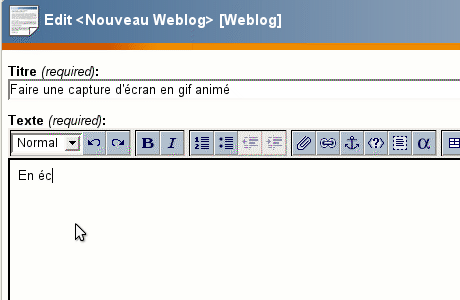 Edit <Nouveau Weblog> [Weblog]
Titre (required):
Faire une capture d'écran en gif animé
Texte (required):
Normal B I α
En éc